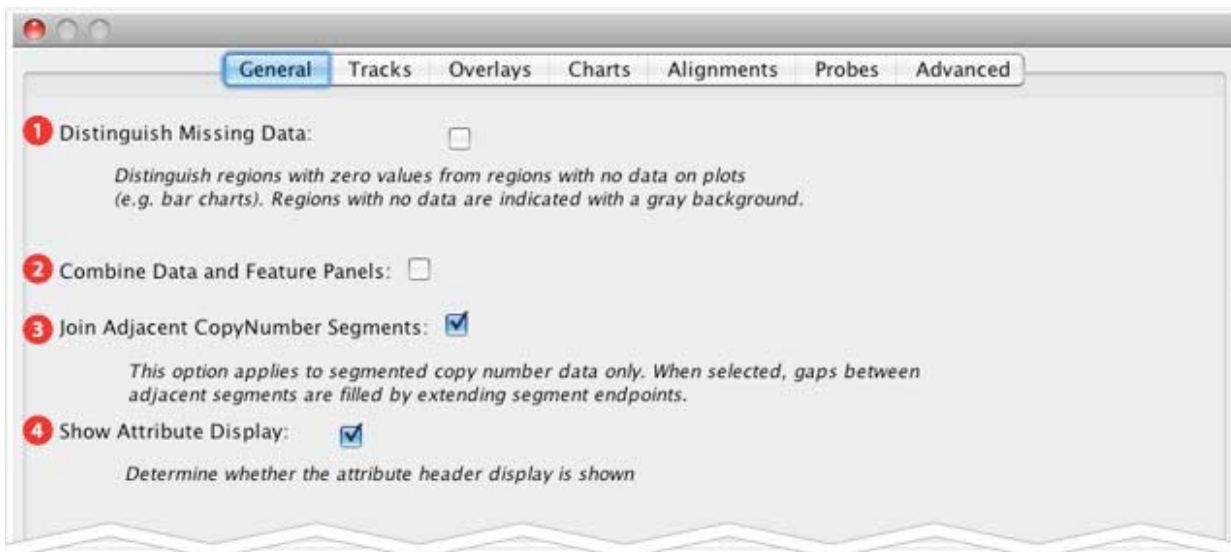 General Tracks Overlays Charts Alignments Probes Advanced
1 Distinguish Missing Data:
Distinguish regions with zero values from regions with no data on plots
(e.g. bar charts). Regions with no data are indicated with a gray background.
2 Combine Data and Feature Panels:
3 Join Adjacent CopyNumber Segments:
This option applies to segmented copy number data only. When selected, gaps between
adjacent segments are filled by extending segment endpoints.
4 Show Attribute Display:
Determine whether the attribute header display is shown